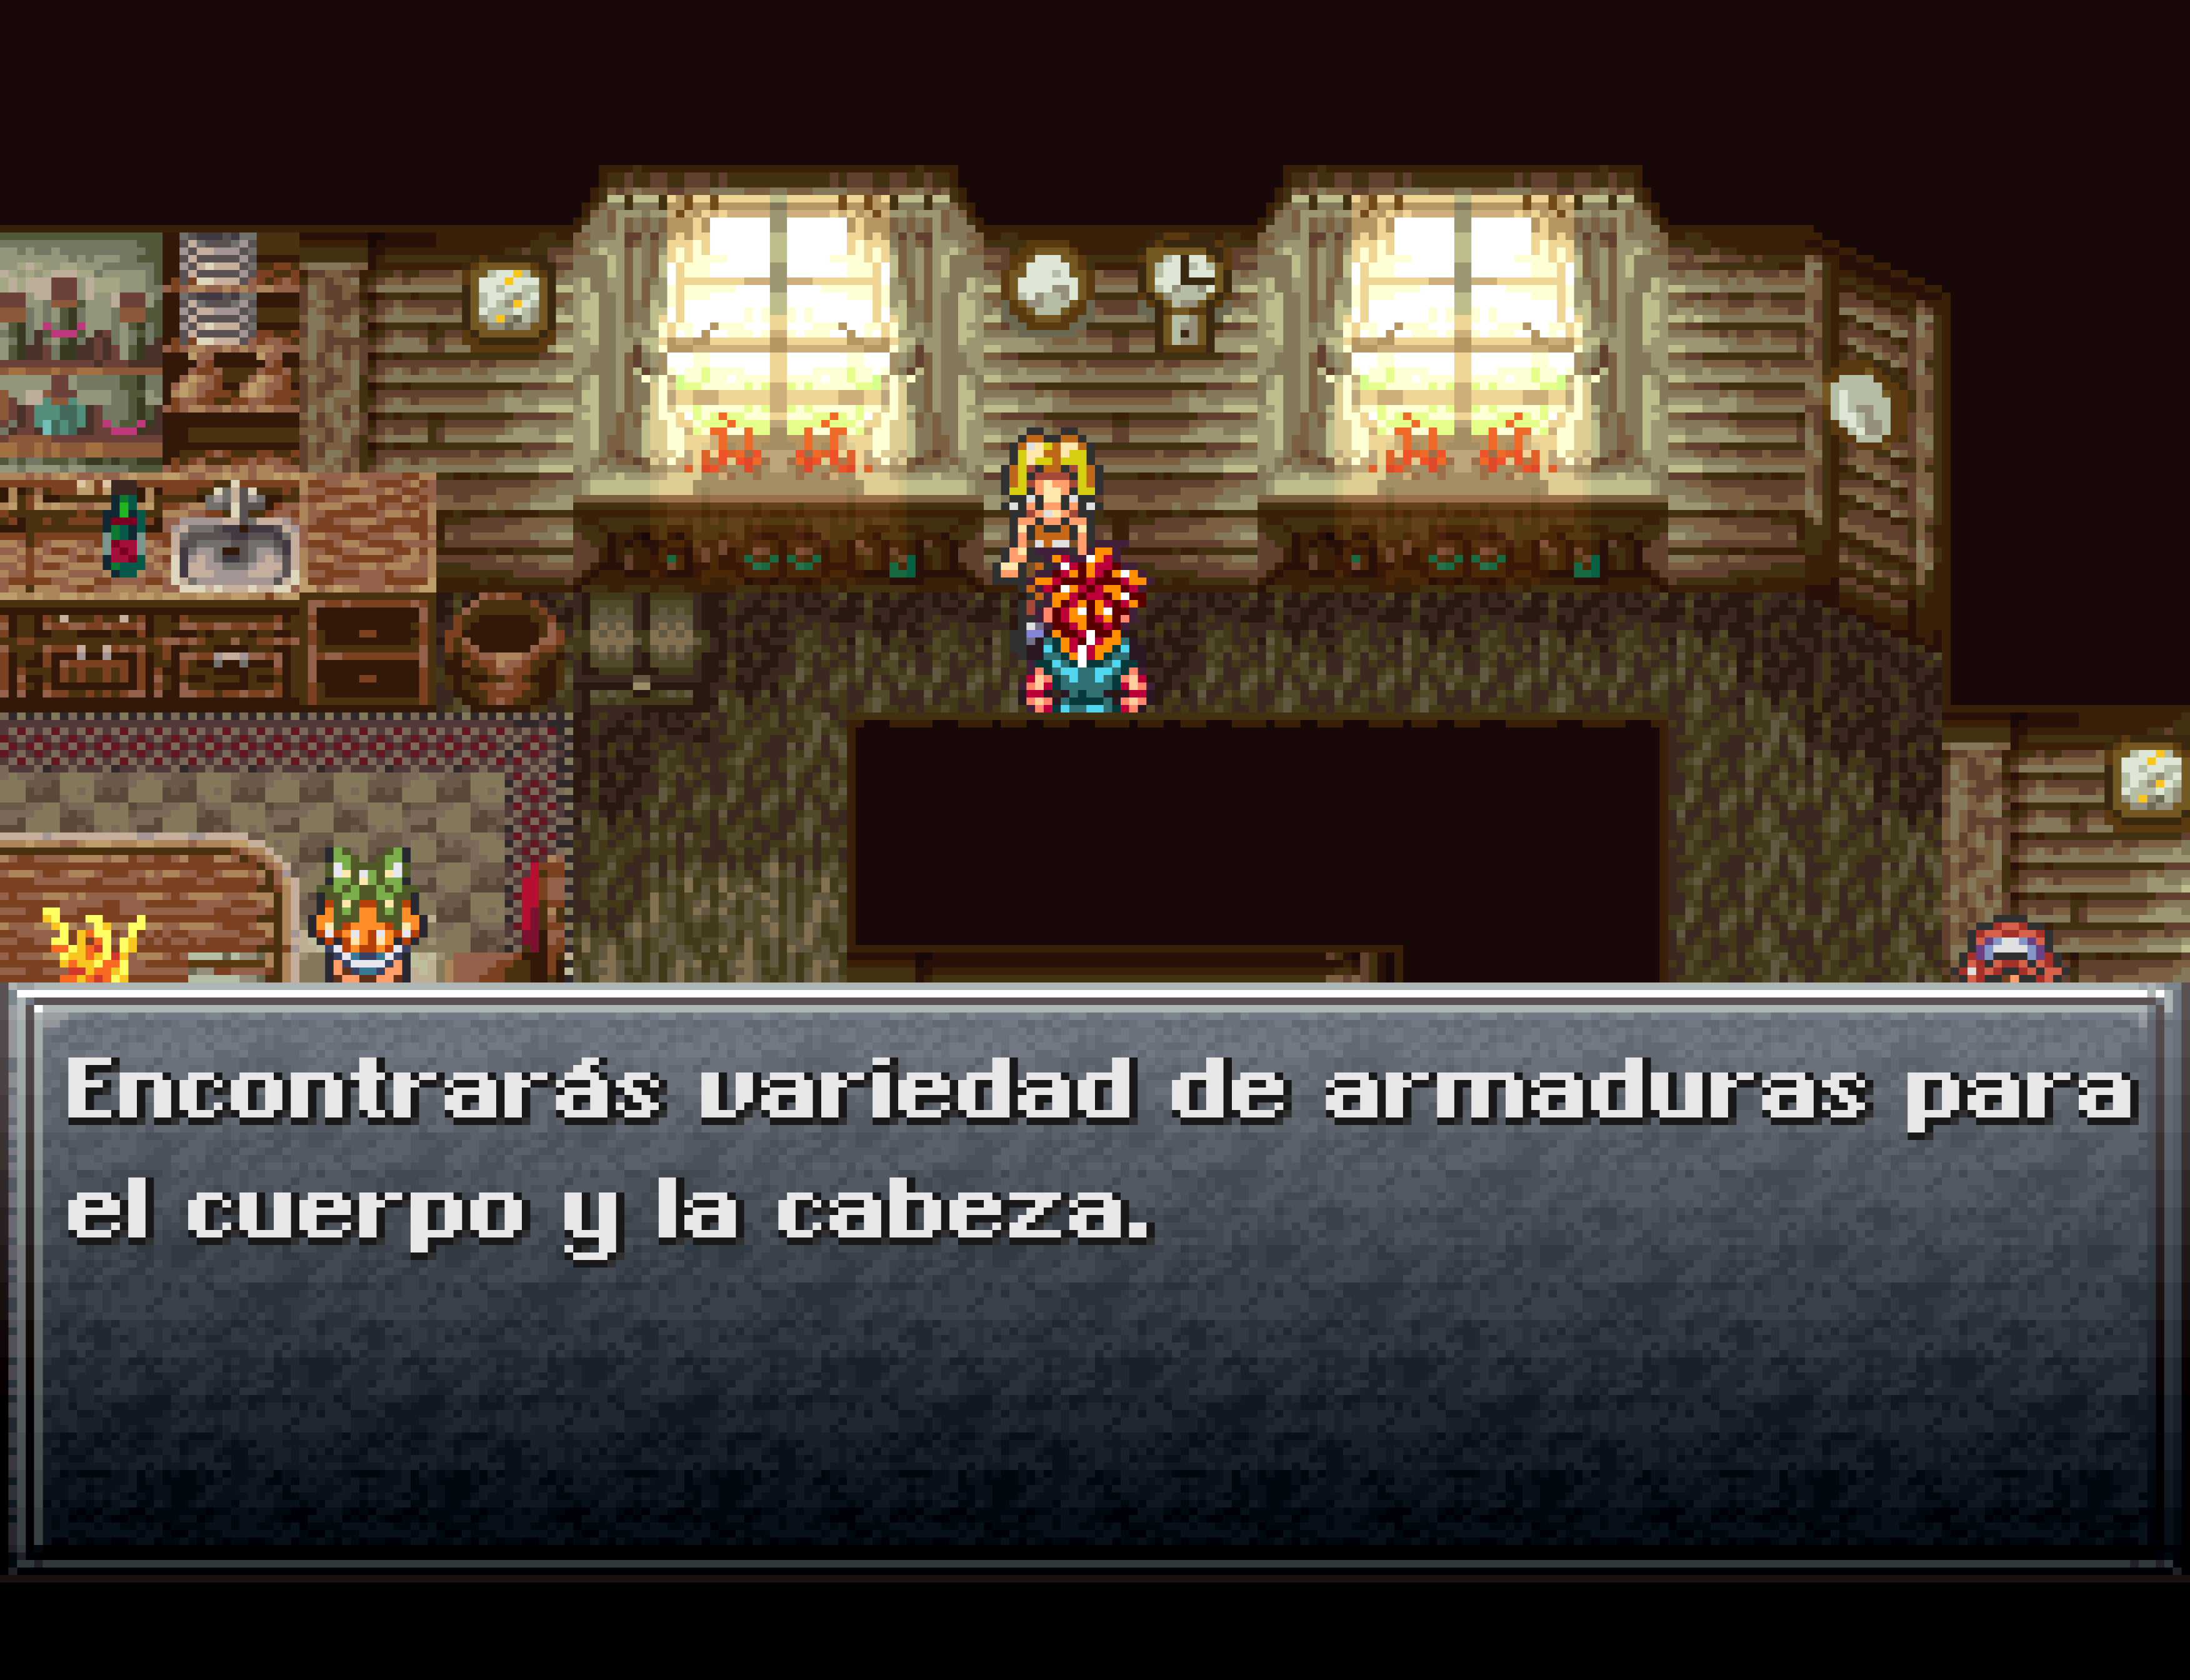 Encontrarás variedad de armaduras para
el cuerpo y la cabeza.